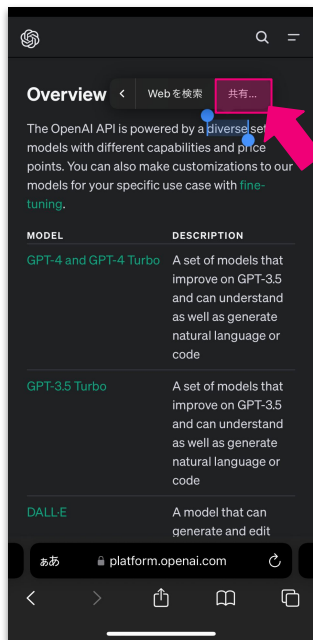 Overview
Webを検索
共有...
The OpenAI API is powered by a diverse set
models with different capabilities and price
points. You can also make customizations to our
models for your specific use case with fine-
tuning.
MODEL
DESCRIPTION
GPT-4 and GPT-4 Turbo
A set of models that
improve on GPT-3.5
and can understand
as well as generate
natural language or
code
GPT-3.5 Turbo
A set of models that
improve on GPT-3.5
and can understand
as well as generate
natural language or
code
DALL·E
A model that can
generate and edit
ぁあ
platform.openai.com